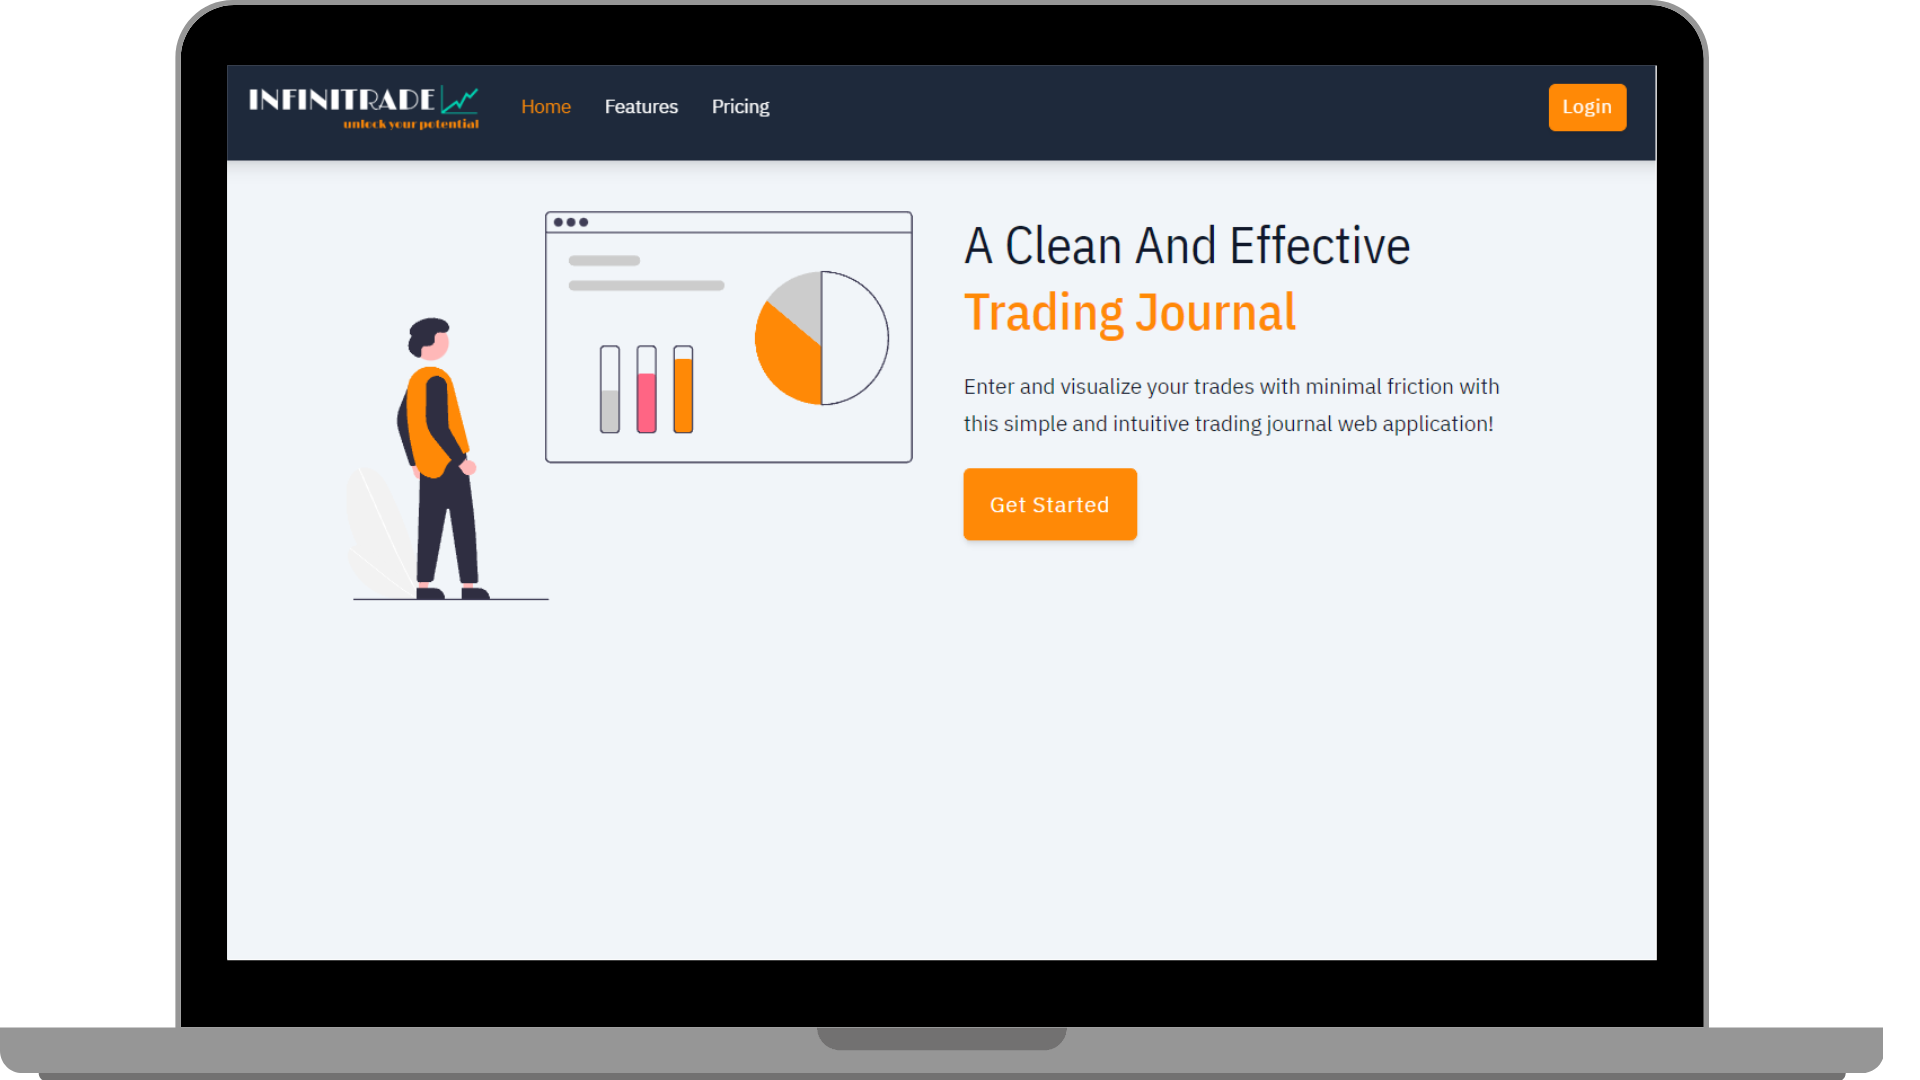 INFINITRADE
unlock your potential
Home
Features
Pricing
Login
A Clean And Effective
Trading Journal
Enter and visualize your trades with minimal friction with
this simple and intuitive trading journal web application!
Get Started